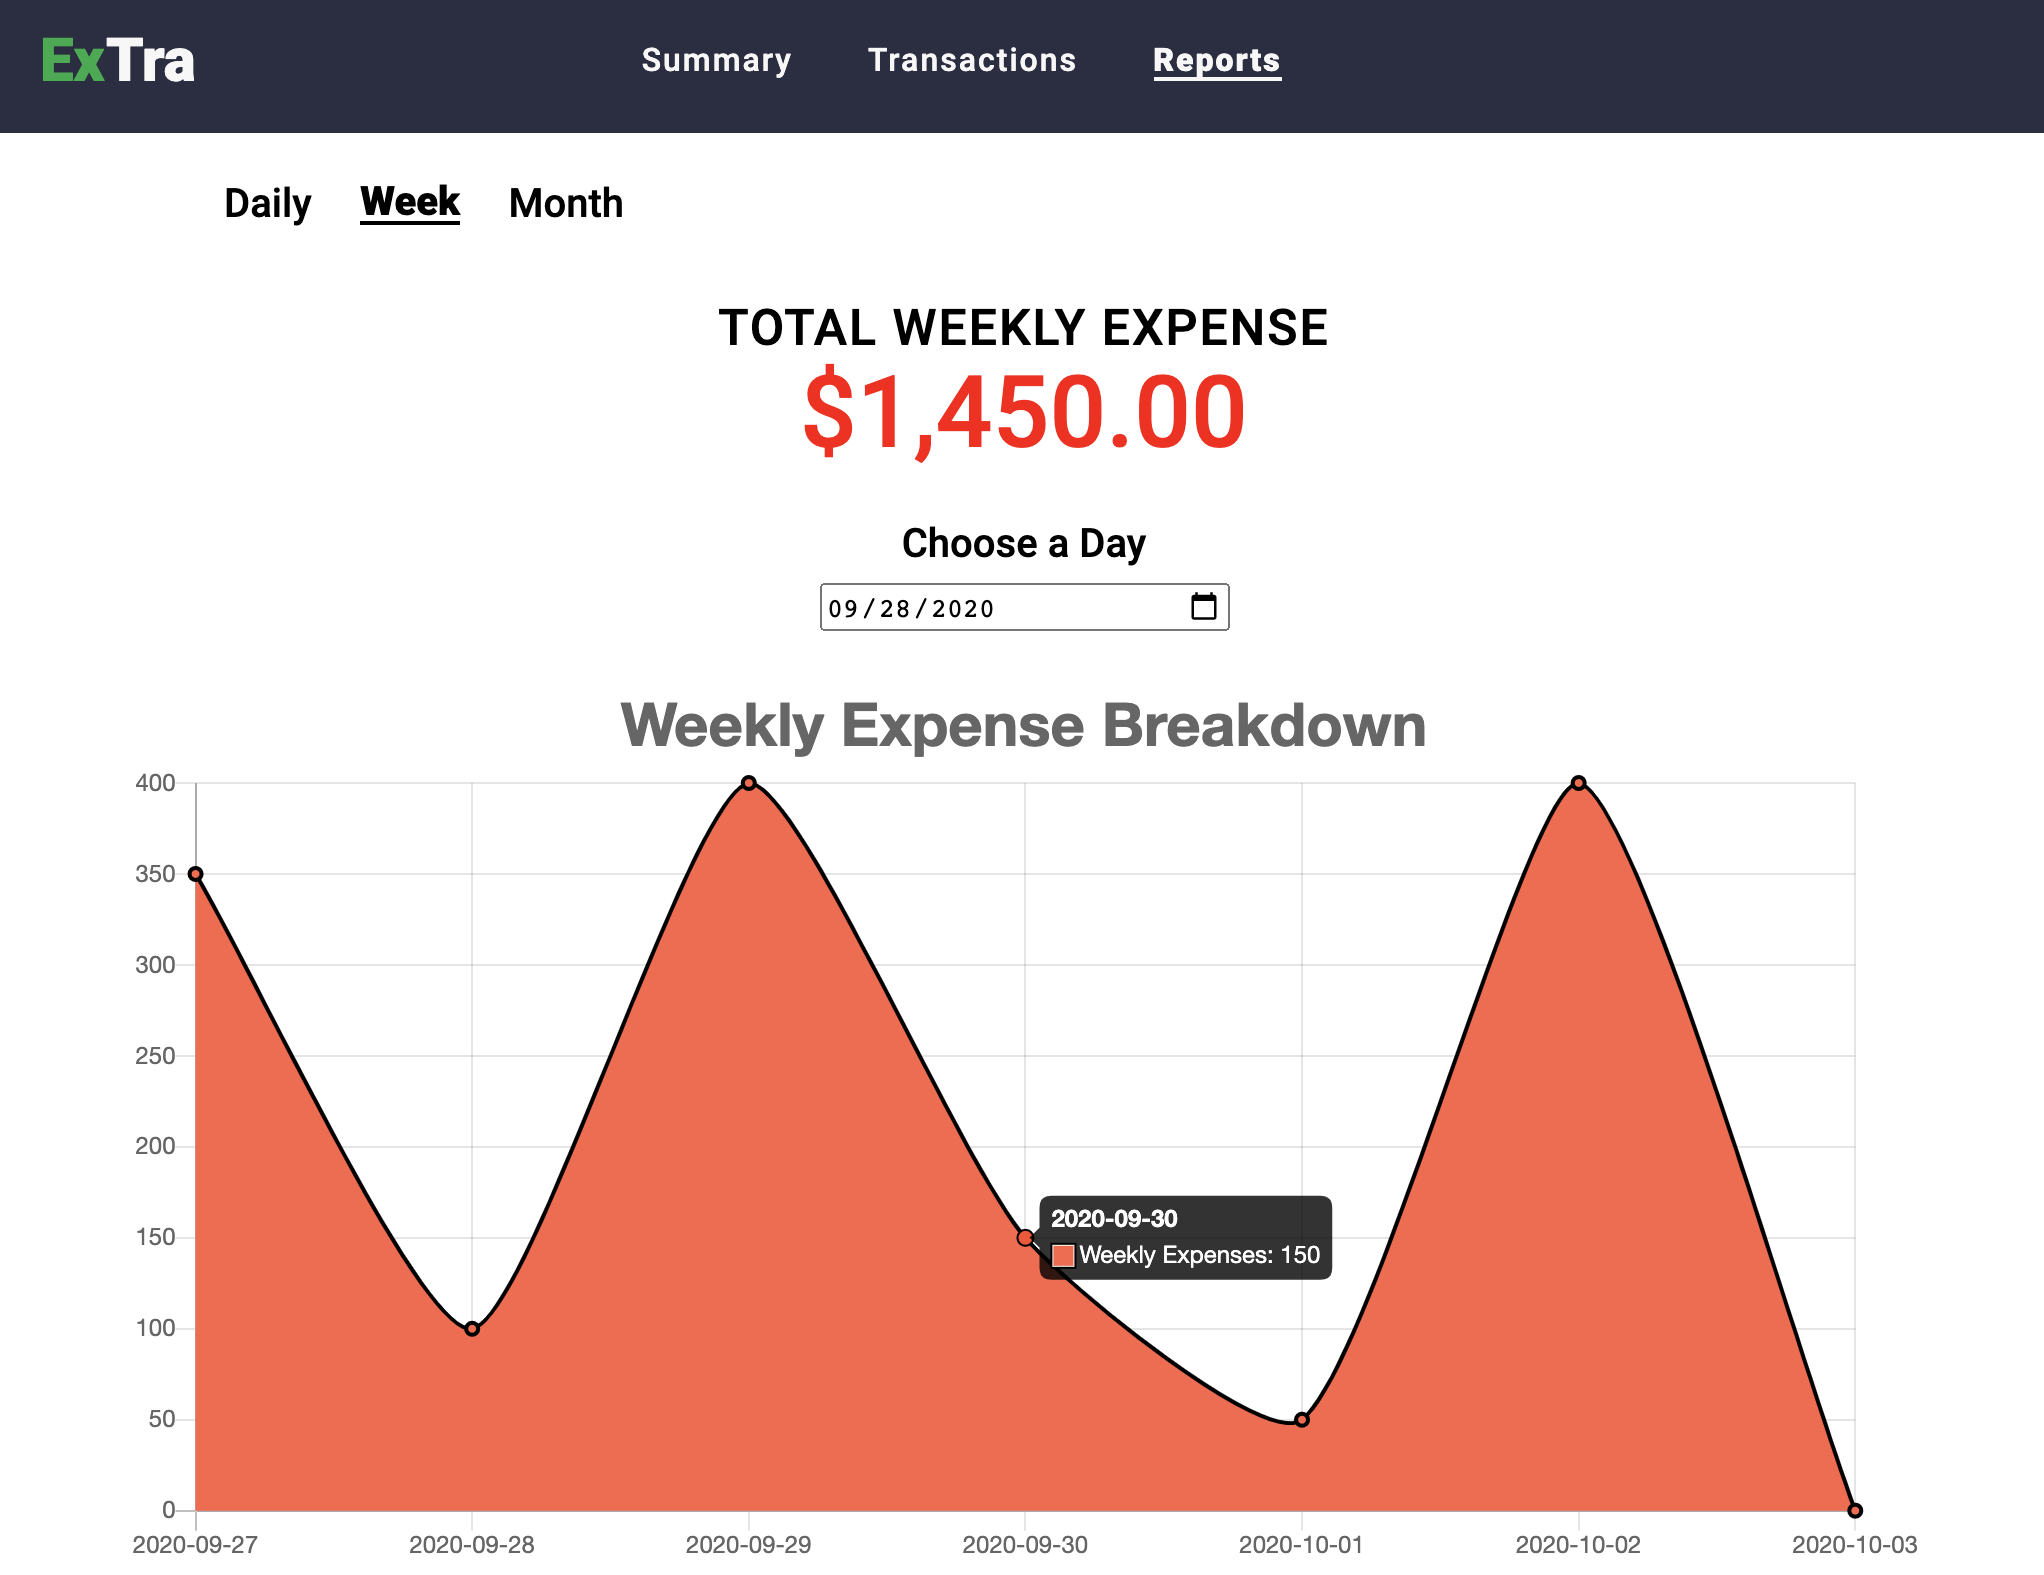 ExTra Summary Transactions Reports
Daily Week Month
TOTAL WEEKLY EXPENSE
$1,450.00
Choose a Day
09/28/2020
Weekly Expense Breakdown
400
350
300
250
200
150
100
50
0
2020-09-30
Weekly Expenses: 150
2020-09-27 2020-09-28 2020-09-29 2020-09-30 2020-10-01 2020-10-02 2020-10-03